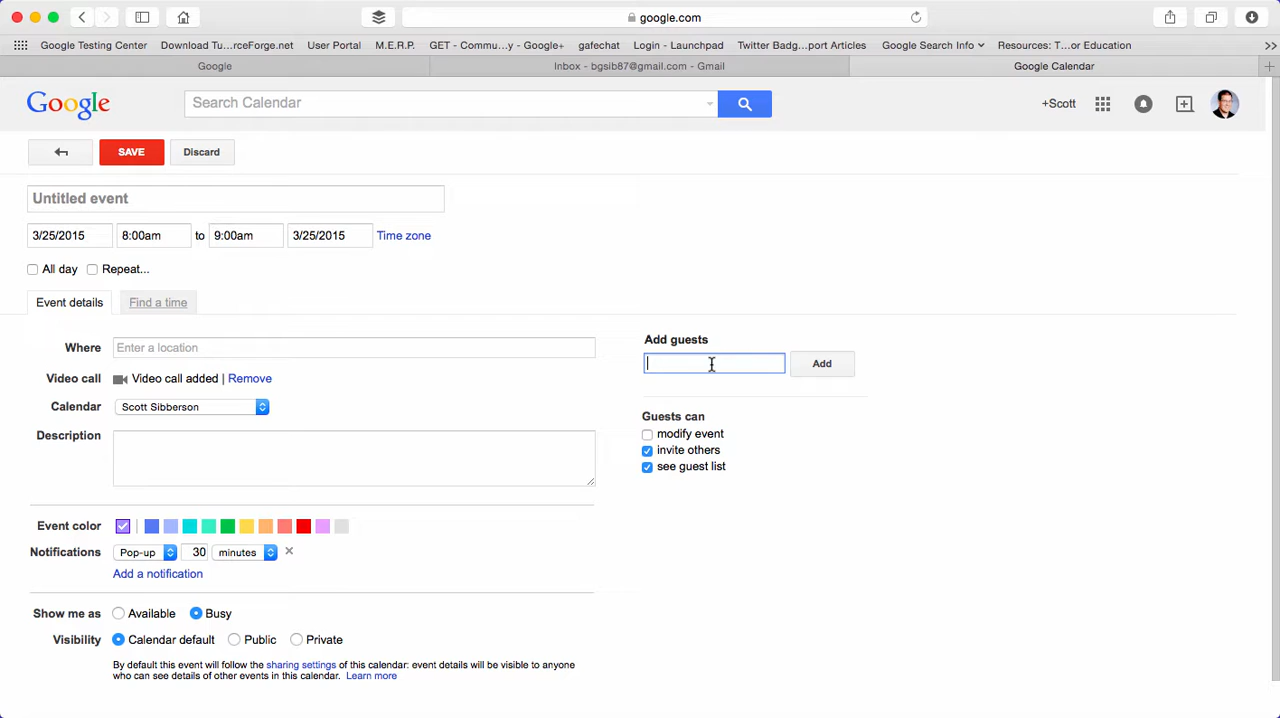 google.com
Google Testing Center
Download Tu...rceForge.net
User Portal
M.E.R.P.
GET - Commu...y - Google+
gafechat
Login - Launchpad
Twitter Badg...port Articles
Google Search Info
Resources: T...or Education
>>
Google
Inbox - bgsib87@gmail.com - Gmail
Google Calendar
Google
Search Calendar
+Scott
SAVE
Discard
Untitled event
3/25/2015
8:00am
to
9:00am
3/25/2015
Time zone
All day
Repeat...
Event details
Find a time
Where
Enter a location
Video call
Video call added | Remove
Calendar
Scott Sibberson
Description
Event color
Notifications
Pop-up
30
minutes
Add a notification
Show me as
Available
Busy
Visibility
Calendar default
Public
Private
By default this event will follow the sharing settings of this calendar: event details will be visible to anyone
who can see details of other events in this calendar. Learn more
Add guests
Add
Guests can
modify event
invite others
see guest list